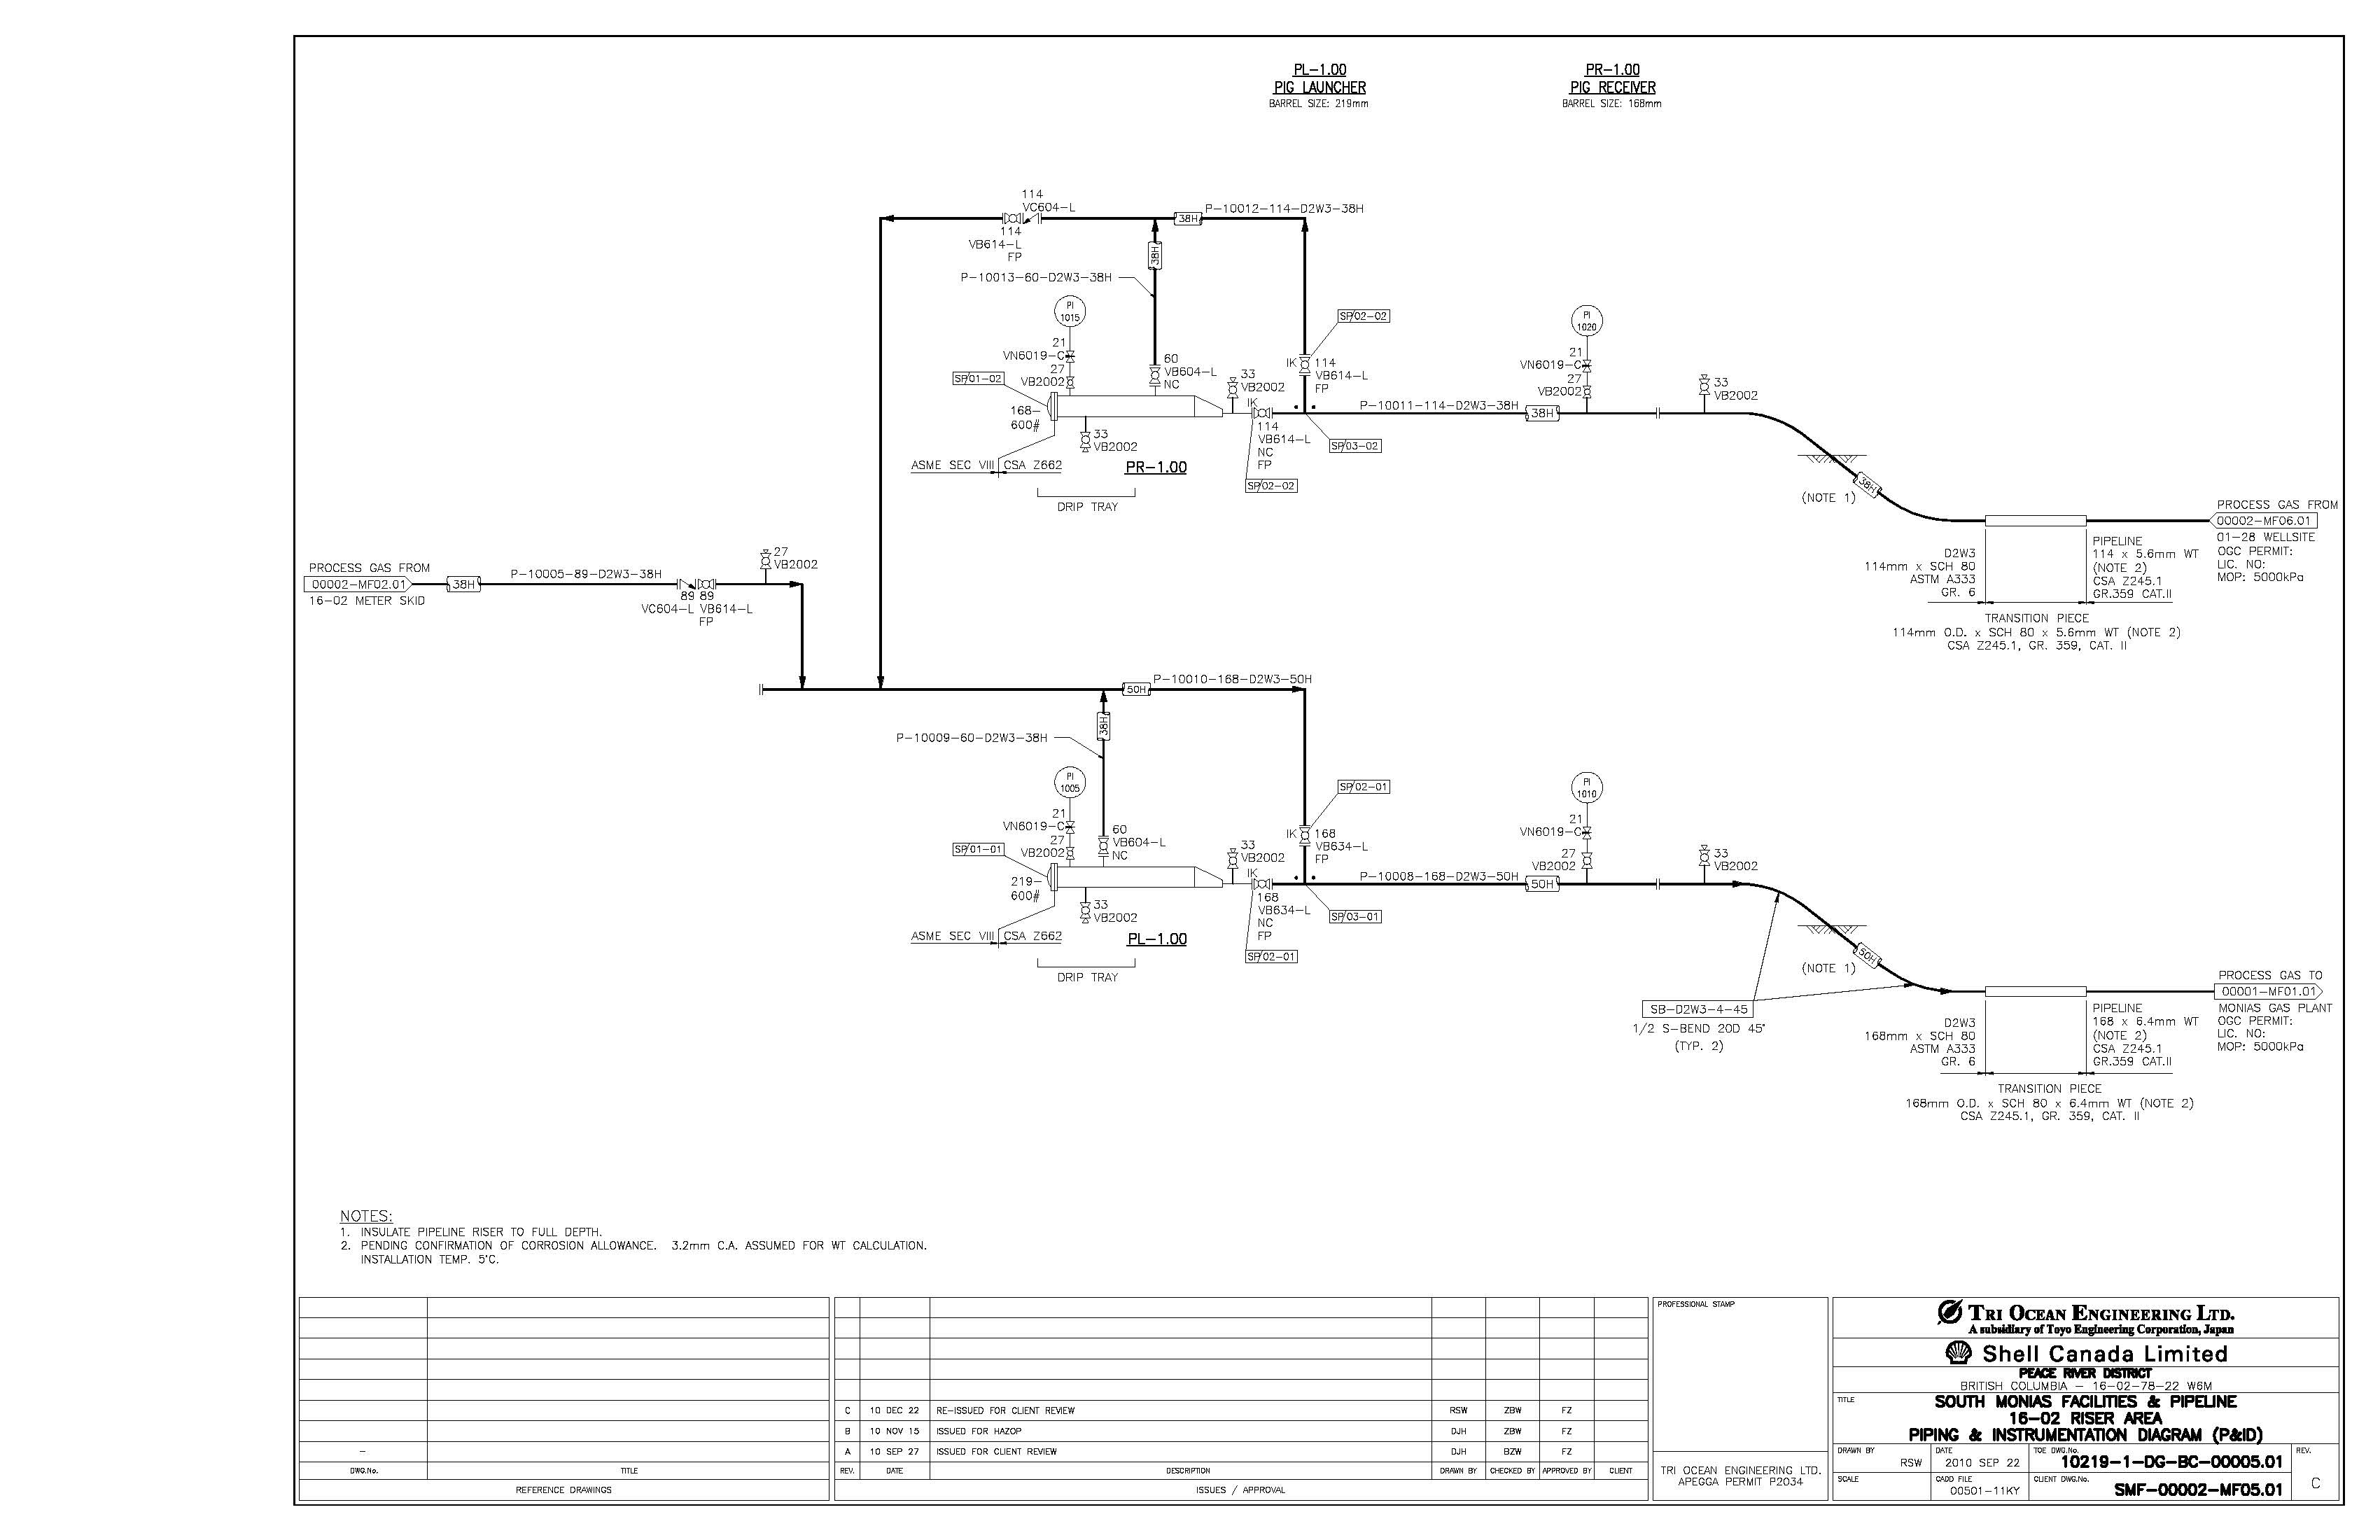 PL-1.00
PIG LAUNCHER
BARREL SIZE: 219mm
PR-1.00
PIG RECEIVER
BARREL SIZE: 168mm
114
VC604-L
114
VB614-L
FP
38H
P-10012-114-D2W3-38H
38H
P-10013-60-D2W3-38H
PI
1015
21
VN6019-C
27
VB2002
SP/01-02
168-
600#
60
VB604-L
NC
33
VB2002
33
VB2002
IK
114
VB614-L
FP
SP/02-02
IK
114
VB614-L
NC
FP
SP/02-02
SP/03-02
P-10011-114-D2W3-38H
38H
PI
1020
21
VN6019-C
27
VB2002
33
VB2002
ASME SEC VIII
CSA Z662
PR-1.00
DRIP TRAY
38H
(NOTE 1)
PROCESS GAS FROM
00002-MF06.01
01-28 WELLSITE
OGC PERMIT:
LIC. NO:
MOP: 5000kPa
D2W3
114mm x SCH 80
ASTM A333
GR. 6
PIPELINE
114 x 5.6mm WT
(NOTE 2)
CSA Z245.1
GR.359 CAT.II
TRANSITION PIECE
114mm O.D. x SCH 80 x 5.6mm WT (NOTE 2)
CSA Z245.1, GR. 359, CAT. II
PROCESS GAS FROM
00002-MF02.01
16-02 METER SKID
38H
P-10005-89-D2W3-38H
89 89
VC604-L VB614-L
FP
27
VB2002
50H
P-10010-168-D2W3-50H
38H
P-10009-60-D2W3-38H
PI
1005
21
VN6019-C
27
VB2002
SP/01-01
219-
600#
60
VB604-L
NC
33
VB2002
33
VB2002
IK
168
VB634-L
FP
SP/02-01
IK
168
VB634-L
NC
FP
SP/02-01
SP/03-01
P-10008-168-D2W3-50H
50H
PI
1010
21
VN6019-C
27
VB2002
33
VB2002
ASME SEC VIII
CSA Z662
PL-1.00
DRIP TRAY
50H
(NOTE 1)
SB-D2W3-4-45
1/2 S-BEND 20D 45°
(TYP. 2)
PROCESS GAS TO
00001-MF01.01
MONIAS GAS PLANT
OGC PERMIT:
LIC. NO:
MOP: 5000kPa
D2W3
168mm x SCH 80
ASTM A333
GR. 6
PIPELINE
168 x 6.4mm WT
(NOTE 2)
CSA Z245.1
GR.359 CAT.II
TRANSITION PIECE
168mm O.D. x SCH 80 x 6.4mm WT (NOTE 2)
CSA Z245.1, GR. 359, CAT. II
NOTES:
1. INSULATE PIPELINE RISER TO FULL DEPTH.
2. PENDING CONFIRMATION OF CORROSION ALLOWANCE. 3.2mm C.A. ASSUMED FOR WT CALCULATION.
INSTALLATION TEMP. 5°C.
-
DWG.No. TITLE
REFERENCE DRAWINGS
C 10 DEC 22 RE-ISSUED FOR CLIENT REVIEW RSW ZBW FZ
B 10 NOV 15 ISSUED FOR HAZOP DJH ZBW FZ
A 10 SEP 27 ISSUED FOR CLIENT REVIEW DJH BZW FZ
REV. DATE DESCRIPTION DRAWN BY CHECKED BY APPROVED BY CLIENT
ISSUES / APPROVAL
PROFESSIONAL STAMP
TRI OCEAN ENGINEERING LTD.
APEGGA PERMIT P2034
TRI OCEAN ENGINEERING LTD.
A subsidiary of Toyo Engineering Corporation, Japan
Shell Canada Limited
PEACE RIVER DISTRICT
BRITISH COLUMBIA - 16-02-78-22 W6M
TITLE
SOUTH MONIAS FACILITIES & PIPELINE
16-02 RISER AREA
PIPING & INSTRUMENTATION DIAGRAM (P&ID)
DRAWN BY
RSW
DATE
2010 SEP 22
TOE DWG.No.
10219-1-DG-BC-00005.01
REV.
C
SCALE
CADD FILE
00501-11KY
CLIENT DWG.No.
SMF-00002-MF05.01